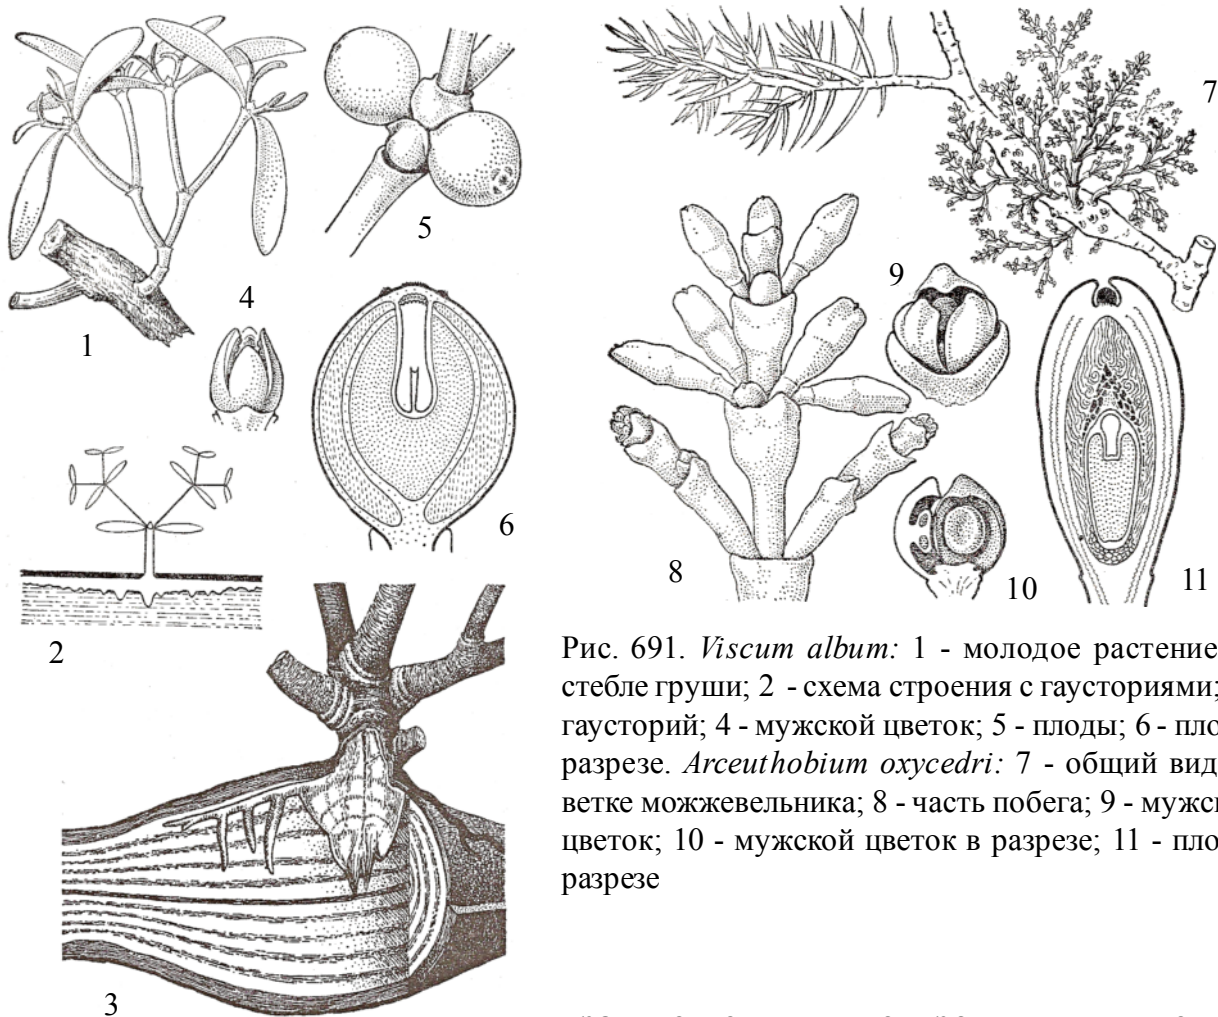 1
2
3
4
5
6
7
8
9
10
11
Рис. 691. Viscum album: 1 - молодое растение
стебле груши; 2 - схема строения с гаусториями;
гаусторий; 4 - мужской цветок; 5 - плоды; 6 - пло
разрезе. Arceuthobium oxycedri: 7 - общий вид
ветке можжевельника; 8 - часть побега; 9 - мужс
цветок; 10 - мужской цветок в разрезе; 11 - пло
разрезе